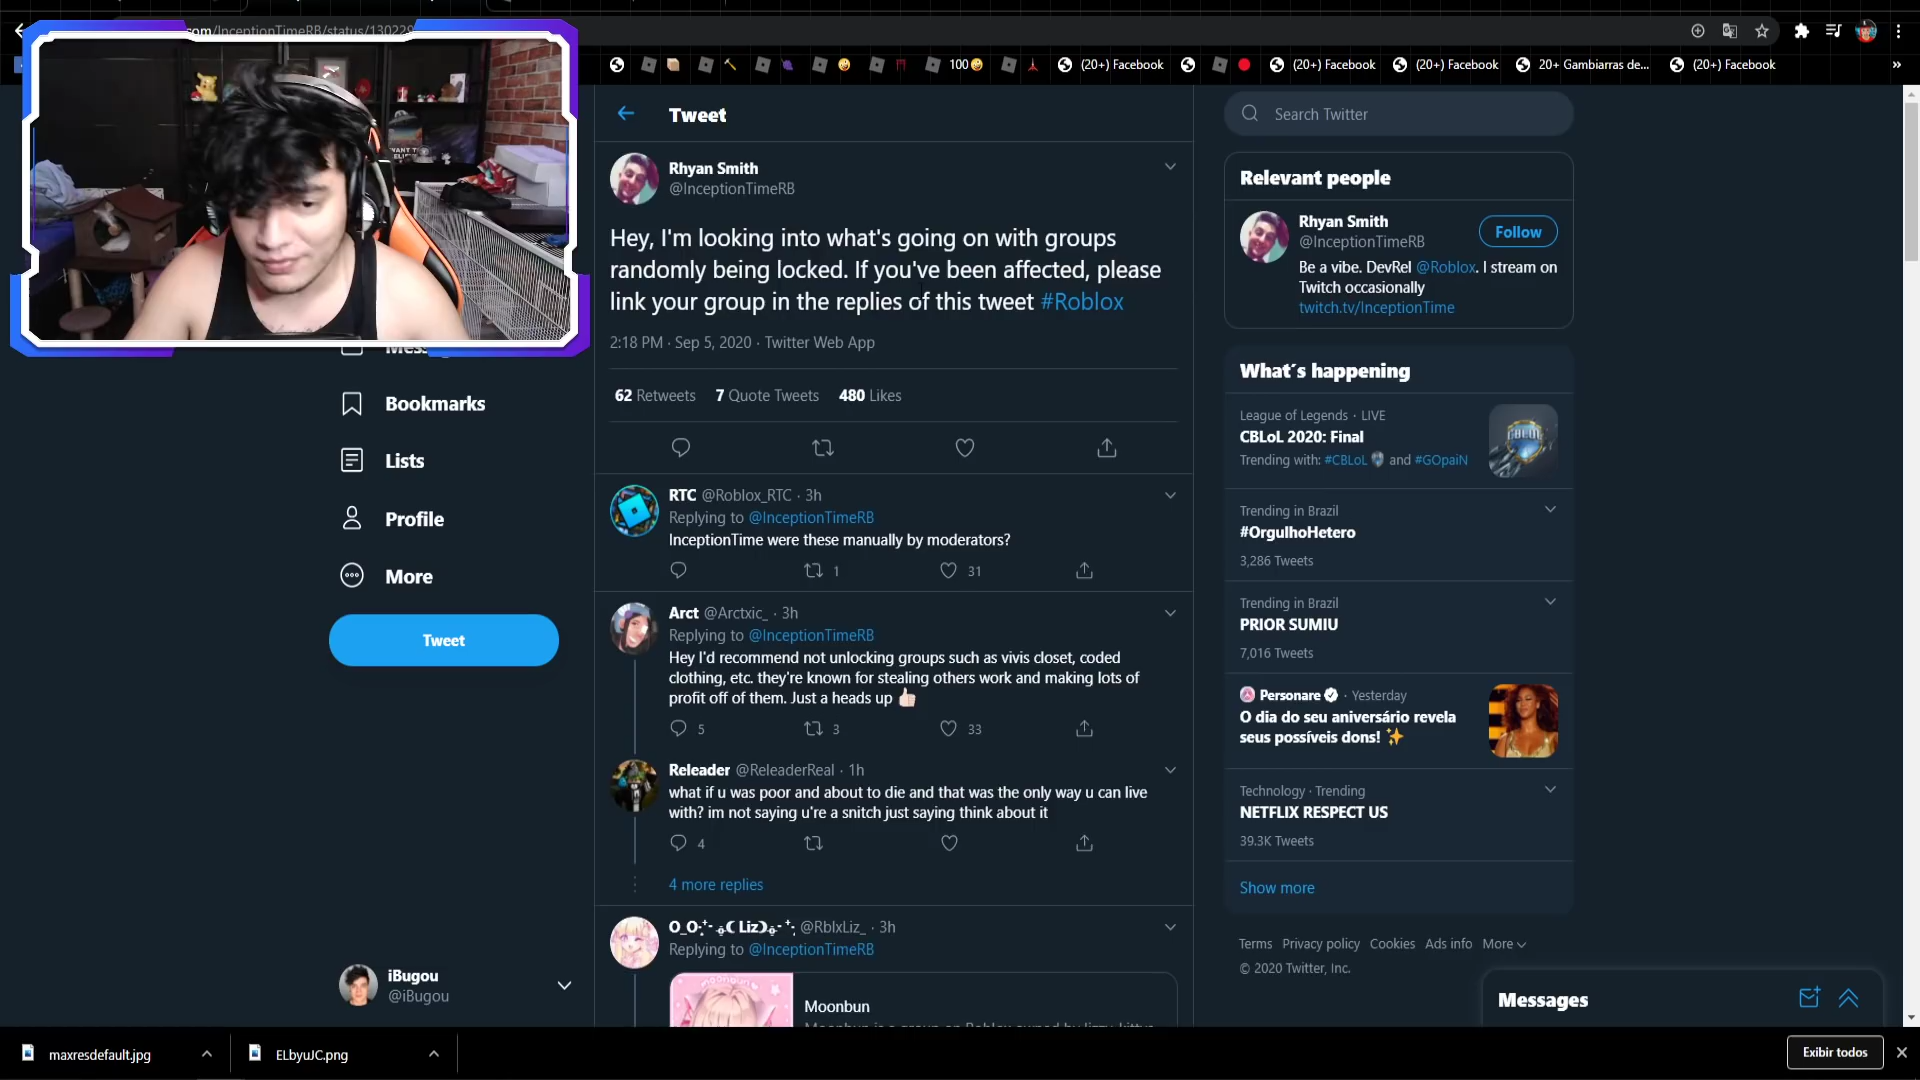 com/InceptionTimeRB/status/130229
100
(20+) Facebook
(20+) Facebook
(20+) Facebook
20+ Gambiarras de...
(20+) Facebook
»
Tweet
Rhyan Smith
@InceptionTimeRB
Hey, I'm looking into what's going on with groups
randomly being locked. If you've been affected, please
link your group in the replies of this tweet #Roblox
2:18 PM · Sep 5, 2020 · Twitter Web App
62 Retweets 7 Quote Tweets 480 Likes
RTC @Roblox_RTC · 3h
Replying to @InceptionTimeRB
InceptionTime were these manually by moderators?
1 31
Arct @Arctxic_ · 3h
Replying to @InceptionTimeRB
Hey I'd recommend not unlocking groups such as vivis closet, coded
clothing, etc. they're known for stealing others work and making lots of
profit off of them. Just a heads up 👍🏻
5 3 33
Releader @ReleaderReal · 1h
what if u was poor and about to die and that was the only way u can live
with? im not saying u're a snitch just saying think about it
4
4 more replies
@RblxLiz_ · 3h
Replying to @InceptionTimeRB
Moonbun
Moonbun is a group on Roblox owned by
Bookmarks
Lists
Profile
More
Tweet
iBugou
@iBugou
Search Twitter
Relevant people
Rhyan Smith
@InceptionTimeRB
Follow
Be a vibe. DevRel @Roblox. I stream on
Twitch occasionally
twitch.tv/InceptionTime
What's happening
League of Legends · LIVE
CBLoL 2020: Final
Trending with: #CBLoL and #GOpaiN
Trending in Brazil
#OrgulhoHetero
3,286 Tweets
Trending in Brazil
PRIOR SUMIU
7,016 Tweets
Personare · Yesterday
O dia do seu aniversário revela
seus possíveis dons! ✨
Technology · Trending
NETFLIX RESPECT US
39.3K Tweets
Show more
Terms Privacy policy Cookies Ads info More
© 2020 Twitter, Inc.
Messages
maxresdefault.jpg
ELbyuJC.png
Exibir todos